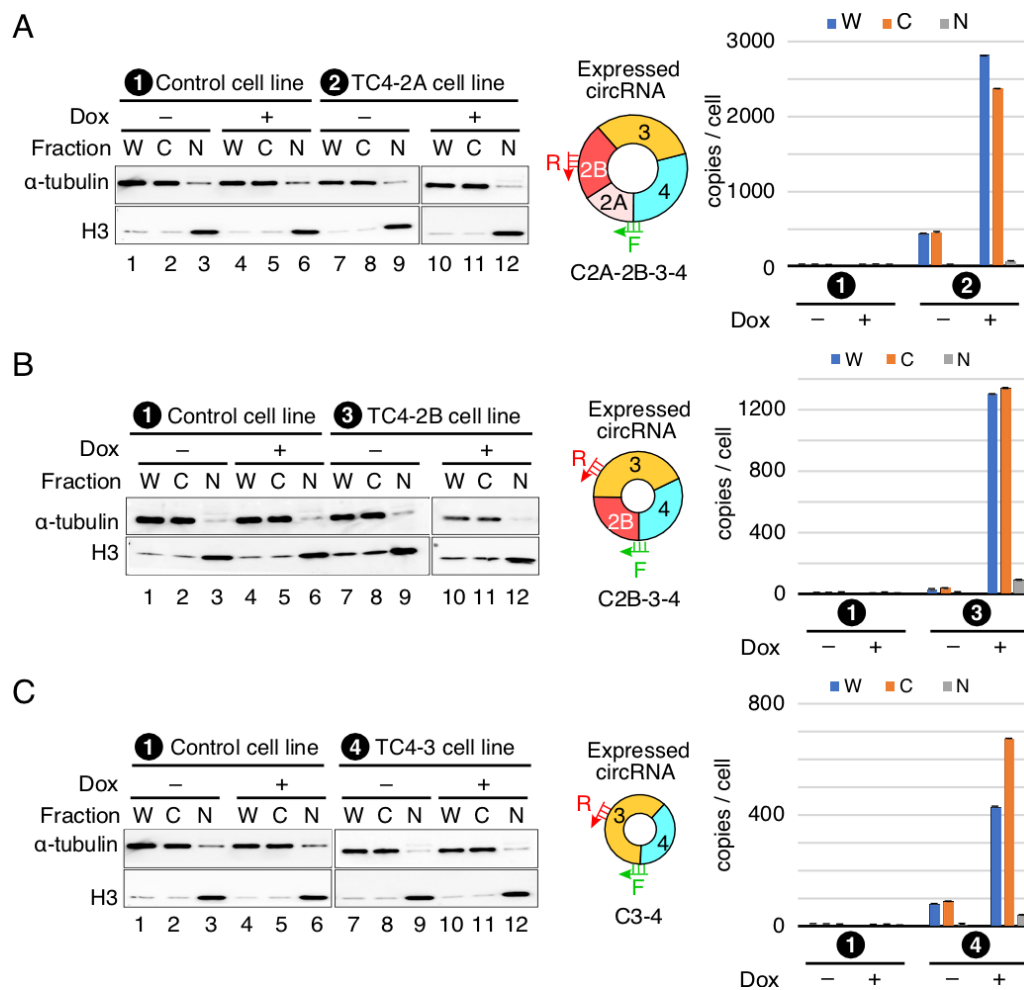 A
W C N
3000
2000
1000
0
copies / cell
1 Control cell line 2 TC4-2A cell line
Dox – + – +
Fraction W C N W C N W C N W C N
α-tubulin
H3
1 2 3 4 5 6 7 8 9 10 11 12
Expressed
circRNA
3
R 2B
2A 4
F
C2A-2B-3-4
1 2
Dox – + – +
B
W C N
1200
800
400
0
copies / cell
1 Control cell line 3 TC4-2B cell line
Dox – + – +
Fraction W C N W C N W C N W C N
α-tubulin
H3
1 2 3 4 5 6 7 8 9 10 11 12
Expressed
circRNA
R 3
2B 4
F
C2B-3-4
1 3
Dox – + – +
C
W C N
800
400
0
copies / cell
1 Control cell line 4 TC4-3 cell line
Dox – + – +
Fraction W C N W C N W C N W C N
α-tubulin
H3
1 2 3 4 5 6 7 8 9 10 11 12
Expressed
circRNA
R 3
4
F
C3-4
1 4
Dox – + – +